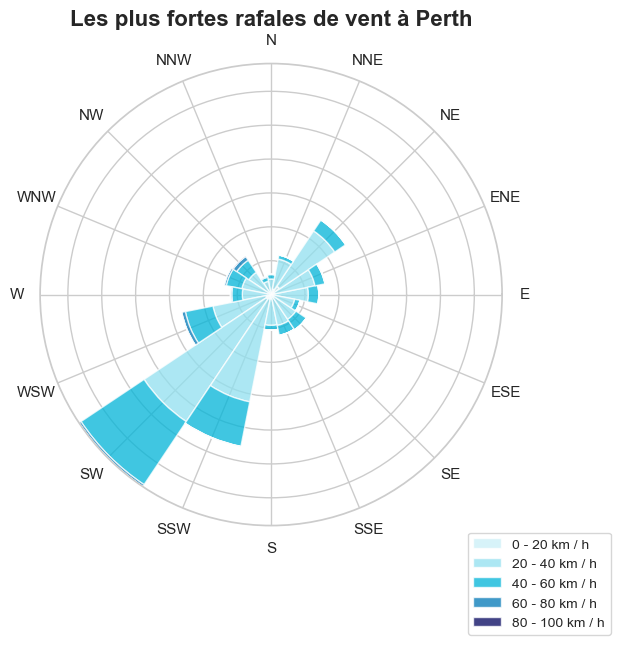 Les plus fortes rafales de vent à Perth
N
NNW
NNE
NW
NE
WNW
ENE
W
E
WSW
ESE
SW
SE
SSW
SSE
S
0 - 20 km / h
20 - 40 km / h
40 - 60 km / h
60 - 80 km / h
80 - 100 km / h